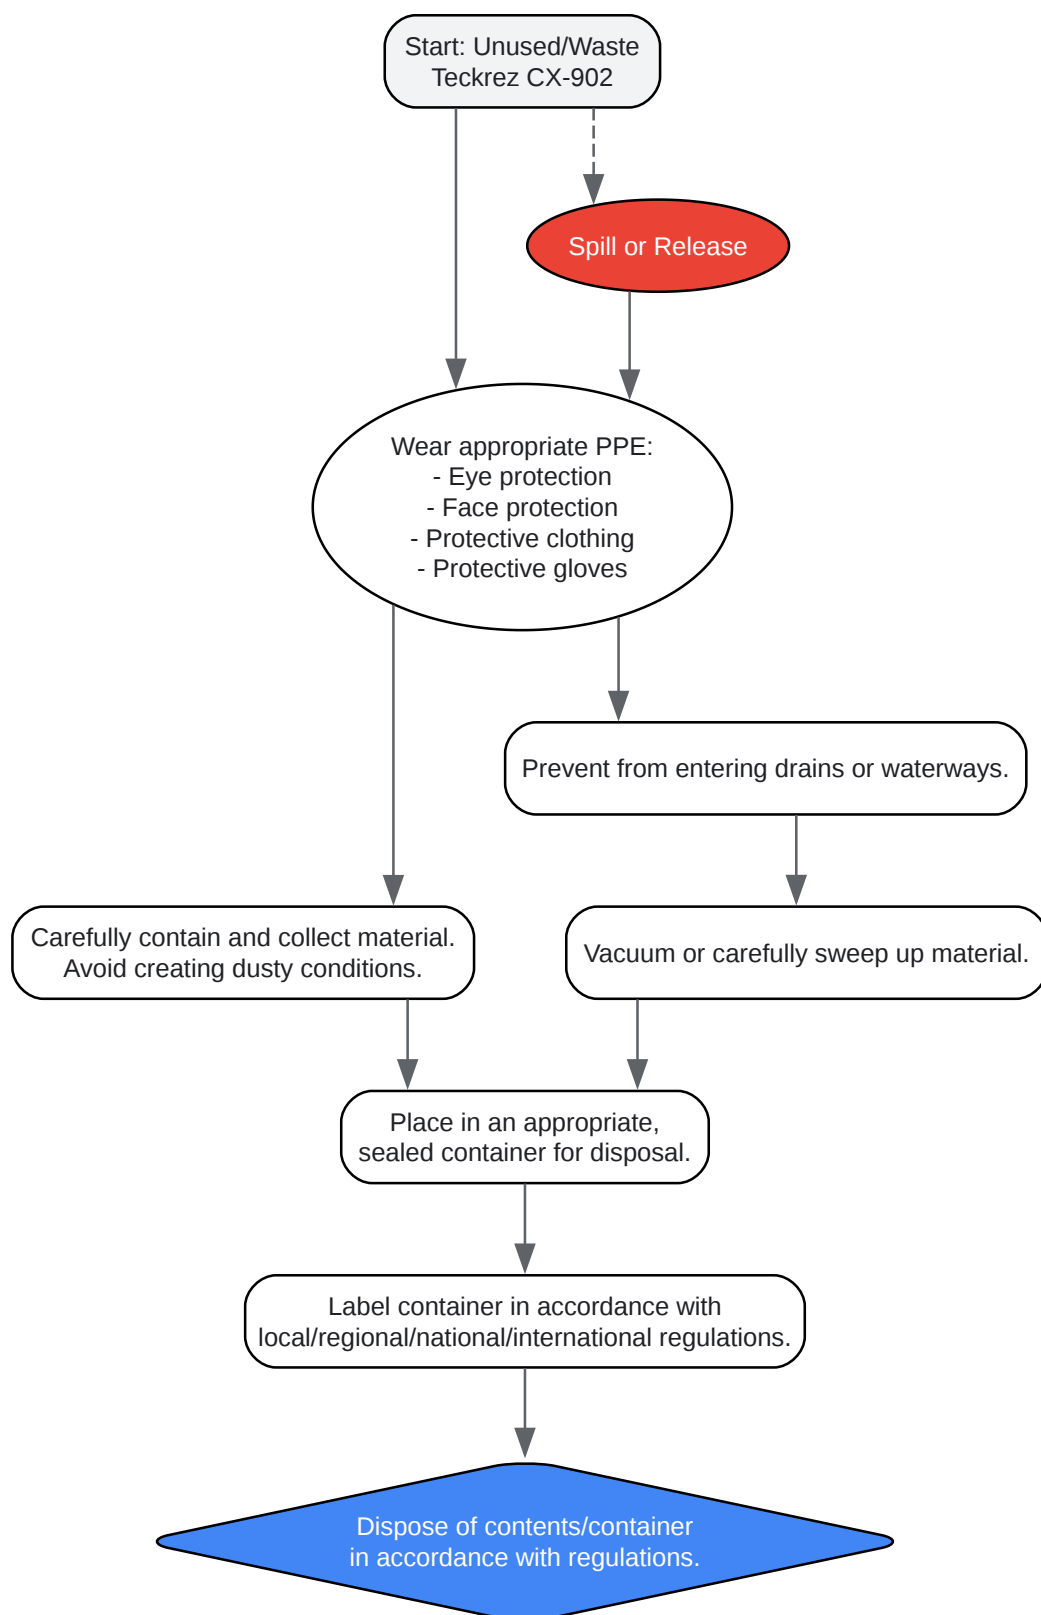 Start: Unused/Waste
Teckrez CX-902
Spill or Release
Wear appropriate PPE:
- Eye protection
- Face protection
- Protective clothing
- Protective gloves
Prevent from entering drains or waterways.
Carefully contain and collect material.
Avoid creating dusty conditions.
Vacuum or carefully sweep up material.
Place in an appropriate,
sealed container for disposal.
Label container in accordance with
local/regional/national/international regulations.
Dispose of contents/container
in accordance with regulations.